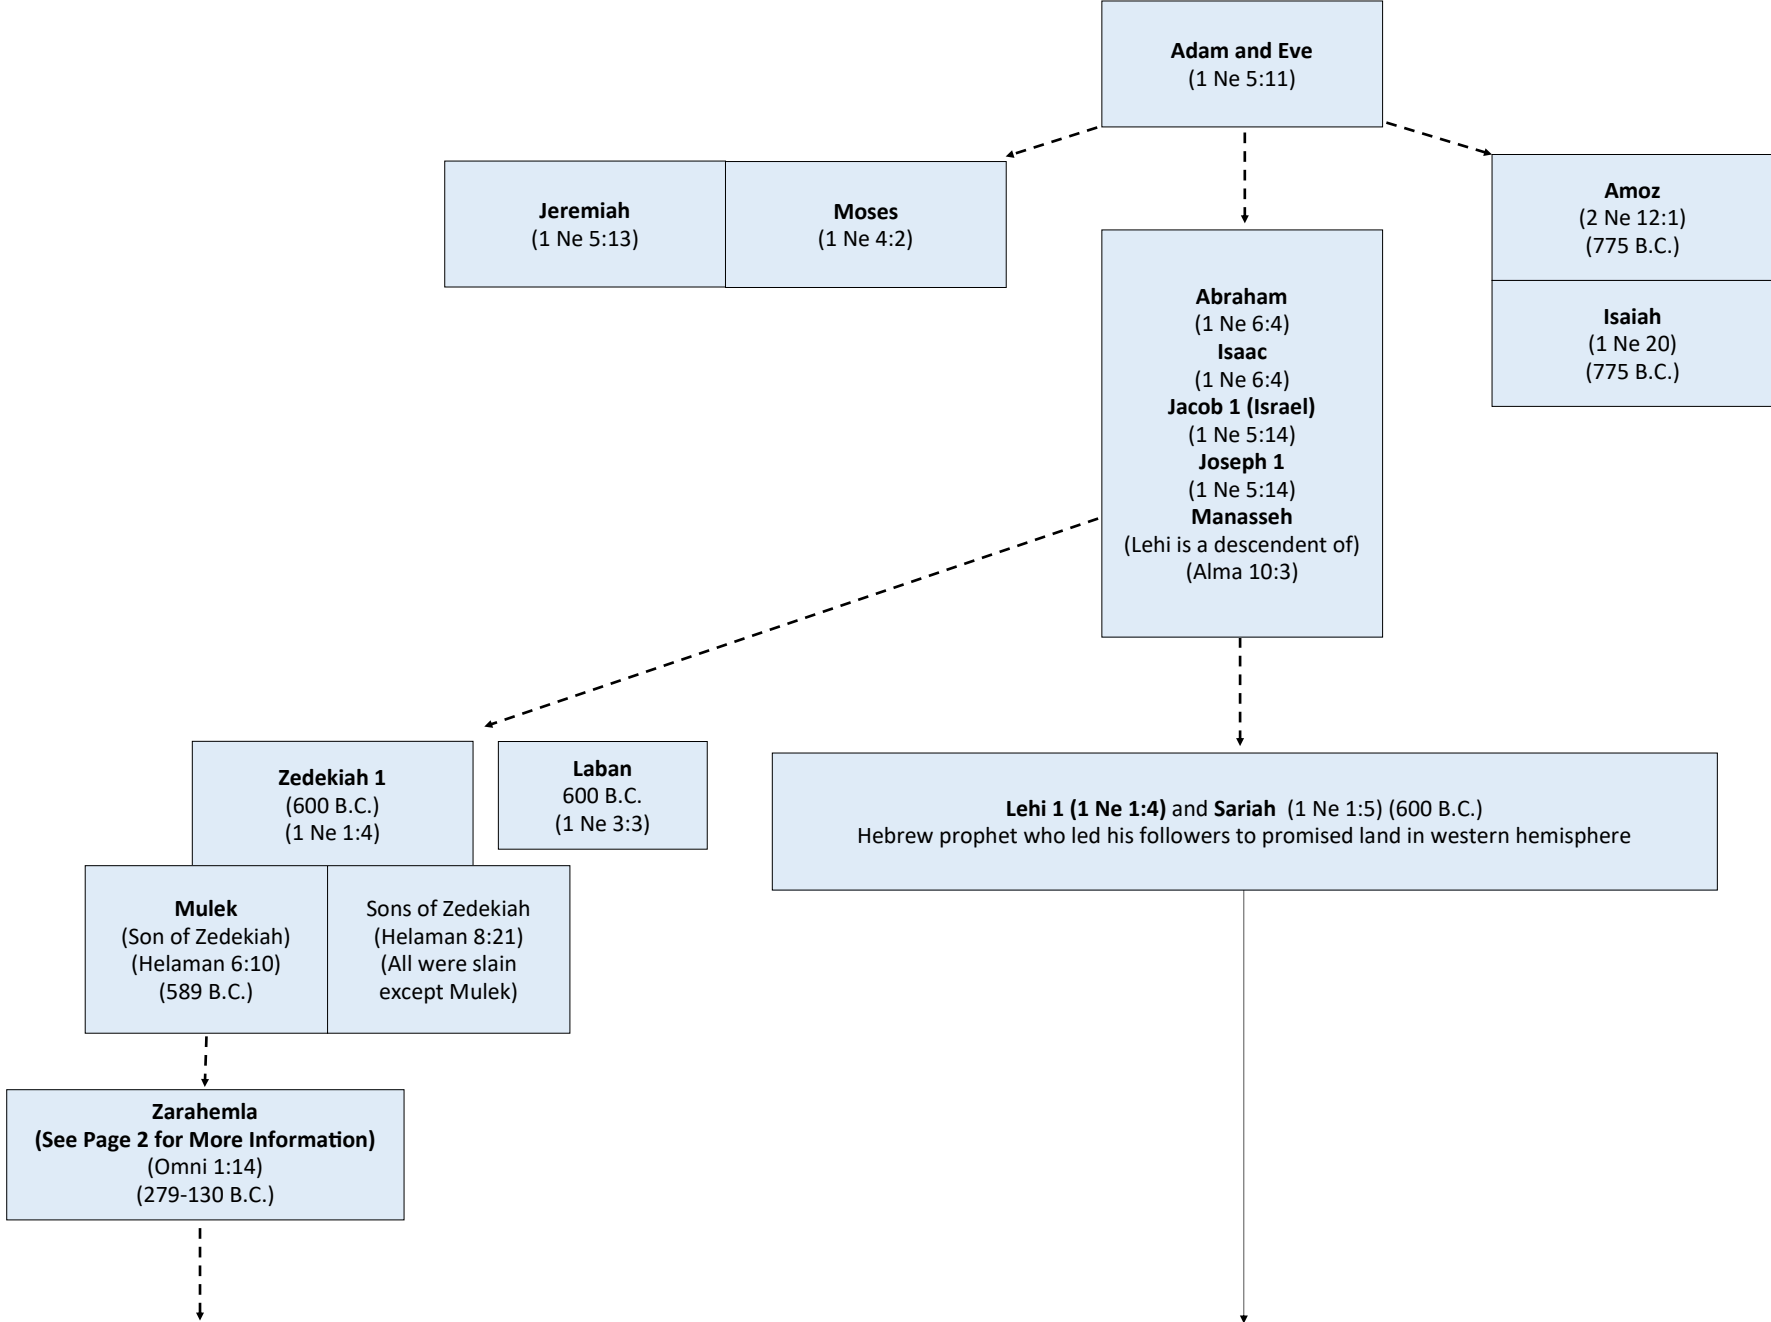 Adam and Eve
(1 Ne 5:11)
Jeremiah
(1 Ne 5:13)
Moses
(1 Ne 4:2)
Amoz
(2 Ne 12:1)
(775 B.C.)
Isaiah
(1 Ne 20)
(775 B.C.)
Abraham
(1 Ne 6:4)
Isaac
(1 Ne 6:4)
Jacob 1 (Israel)
(1 Ne 5:14)
Joseph 1
(1 Ne 5:14)
Manasseh
(Lehi is a descendent of)
(Alma 10:3)
Zedekiah 1
(600 B.C.)
(1 Ne 1:4)
Laban
600 B.C.
(1 Ne 3:3)
Lehi 1 (1 Ne 1:4) and Sariah (1 Ne 1:5) (600 B.C.)
Hebrew prophet who led his followers to promised land in western hemisphere
Mulek
(Son of Zedekiah)
(Helaman 6:10)
(589 B.C.)
Sons of Zedekiah
(Helaman 8:21)
(All were slain
except Mulek)
Zarahemla
(See Page 2 for More Information)
(Omni 1:14)
(279-130 B.C.)